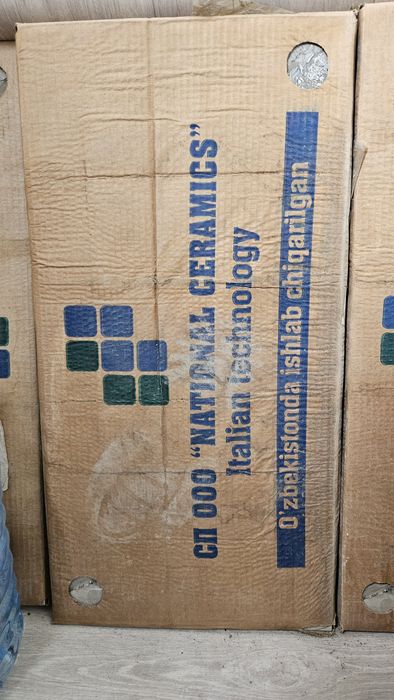 СП ООО “NATIONAL CERAMICS”
Italian technology
O'zbekistonda ishlab chiqarilgan